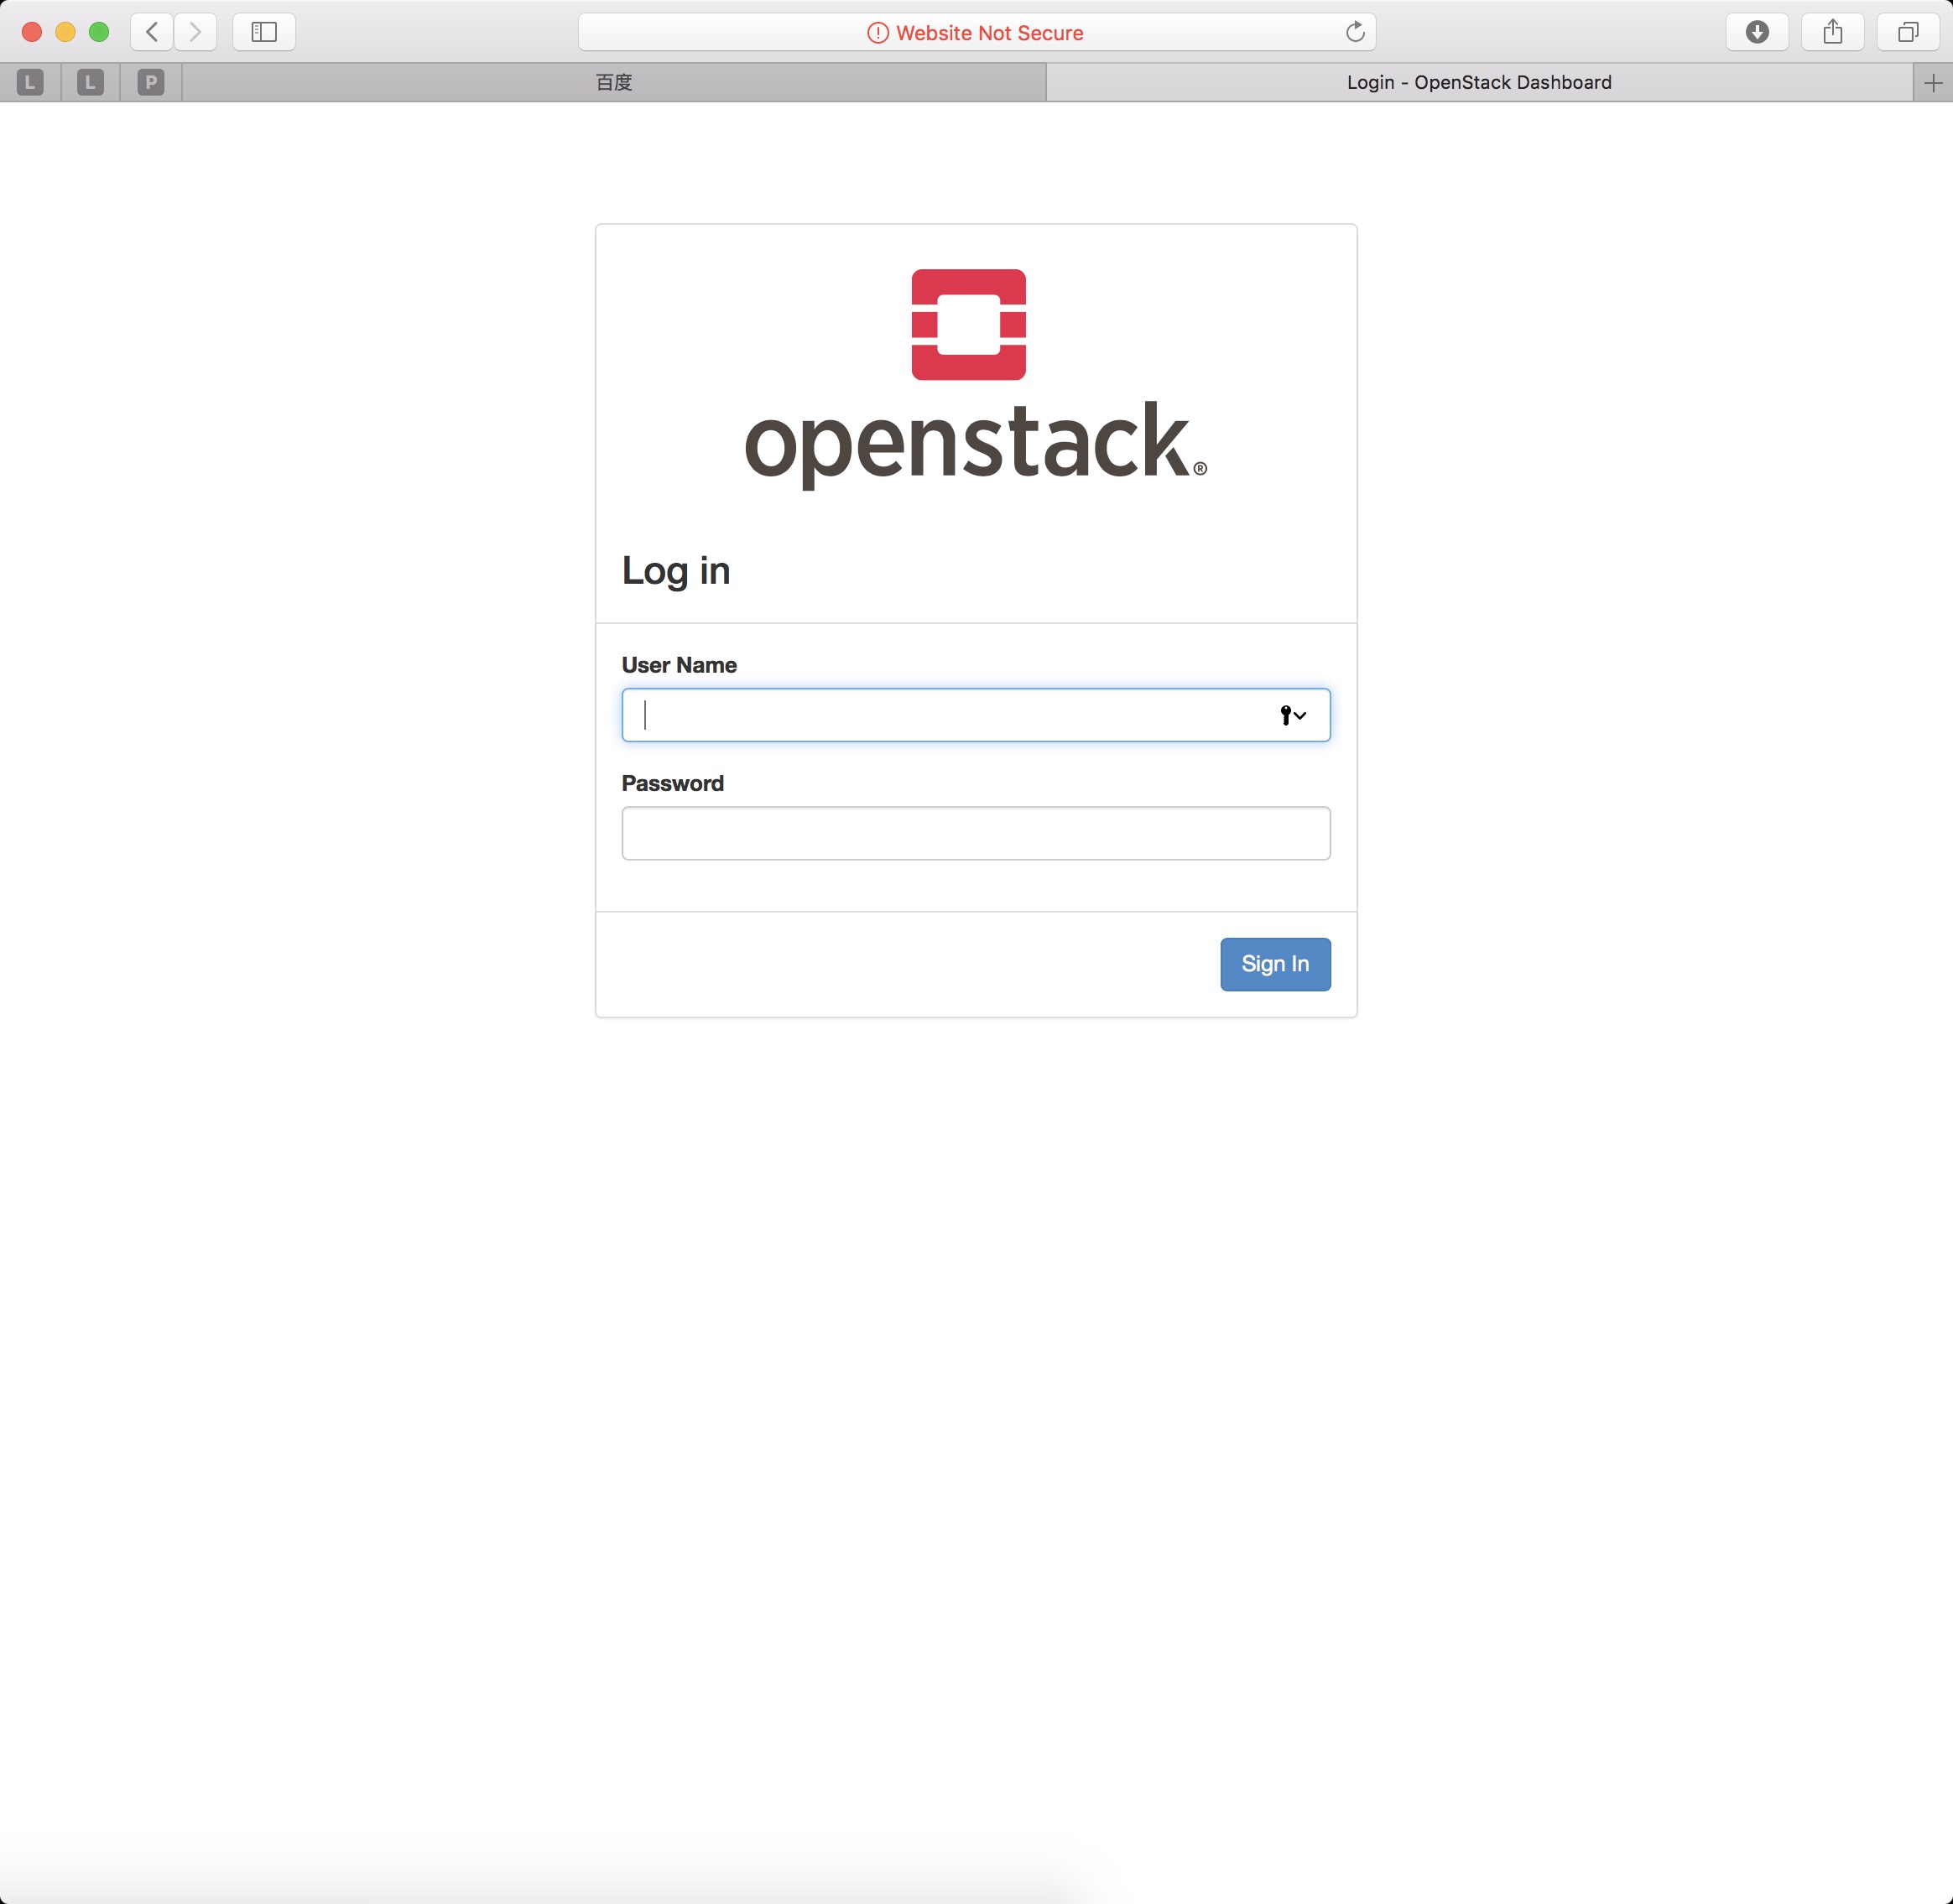 Website Not Secure
L L P 百度 Login - OpenStack Dashboard
openstack.®
Log in
User Name
Password
Sign In